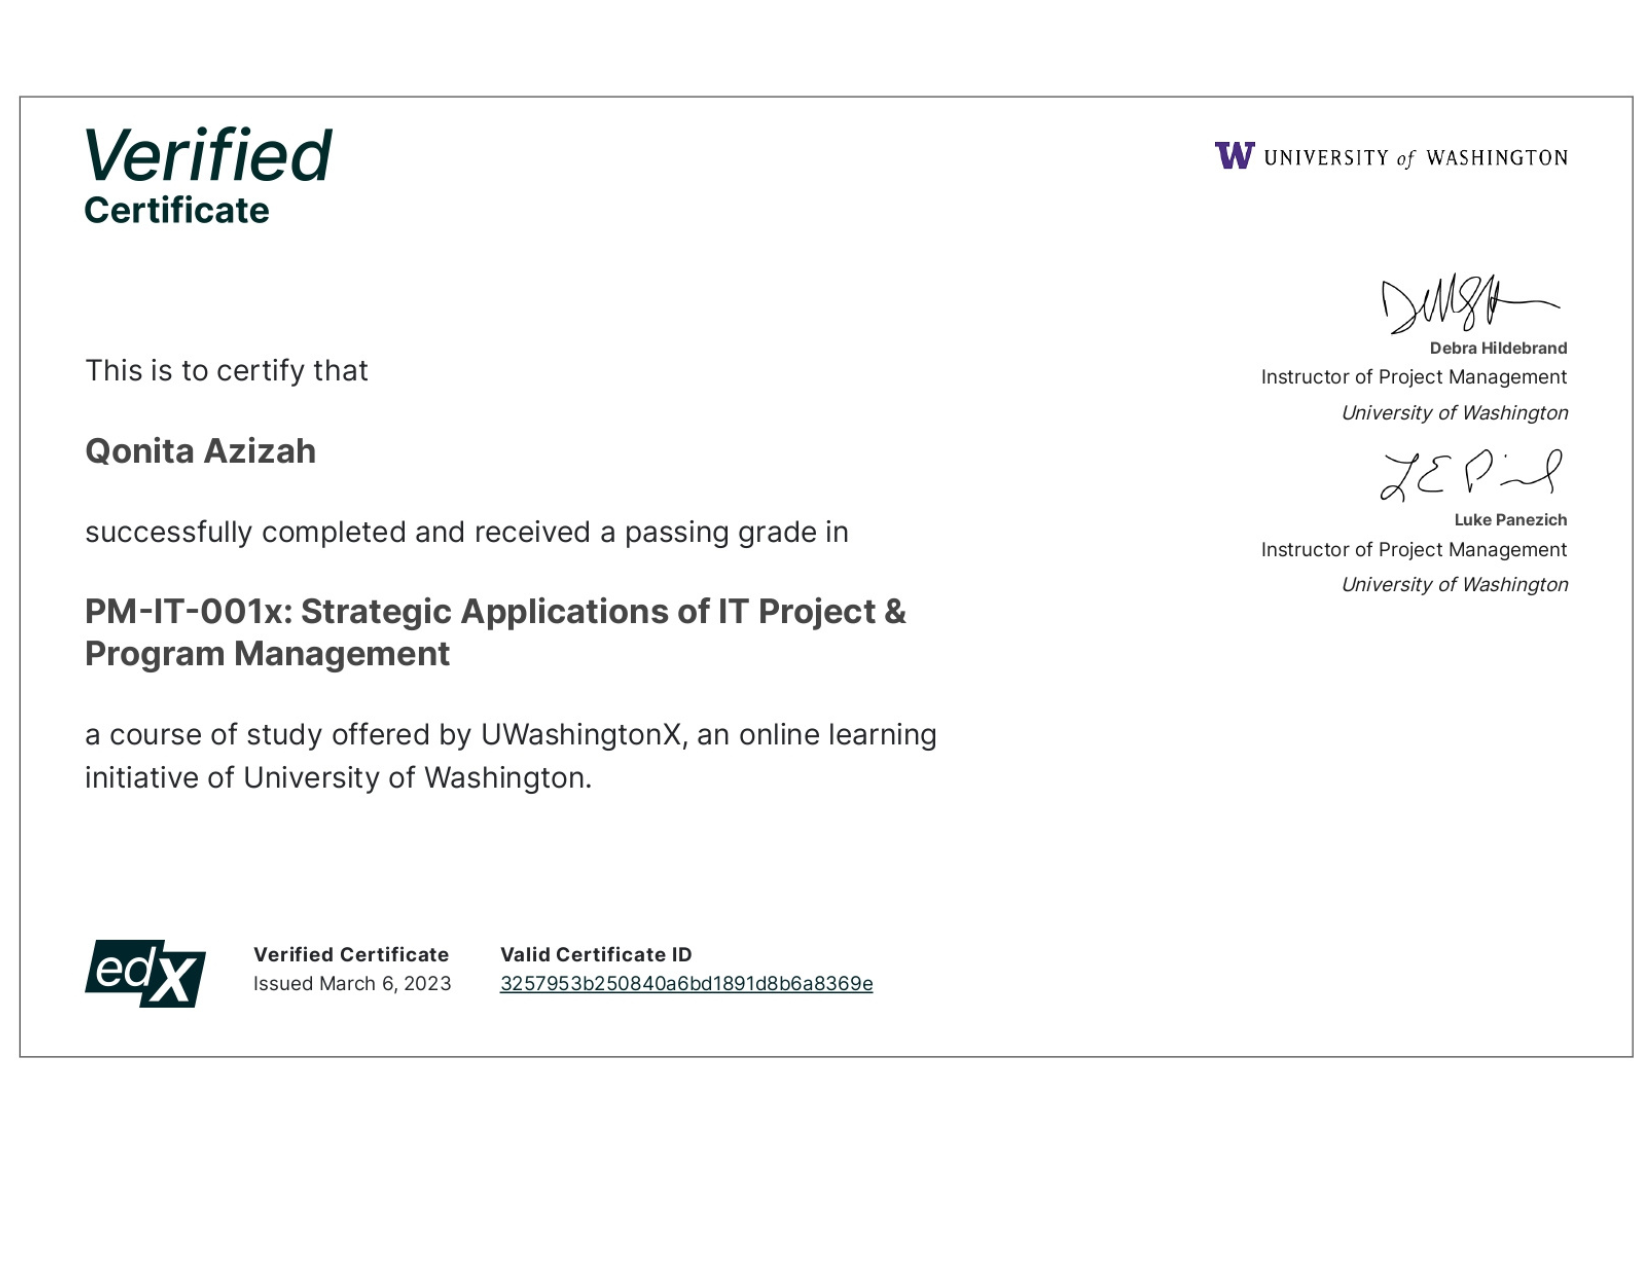 Verified
Certificate
W UNIVERSITY of WASHINGTON
This is to certify that
Qonita Azizah
successfully completed and received a passing grade in
PM-IT-001x: Strategic Applications of IT Project &
Program Management
a course of study offered by UWashingtonX, an online learning
initiative of University of Washington.
Debra Hildebrand
Instructor of Project Management
University of Washington
Luke Panezich
Instructor of Project Management
University of Washington
edX
Verified Certificate
Issued March 6, 2023
Valid Certificate ID
3257953b250840a6bd1891d8b6a8369e